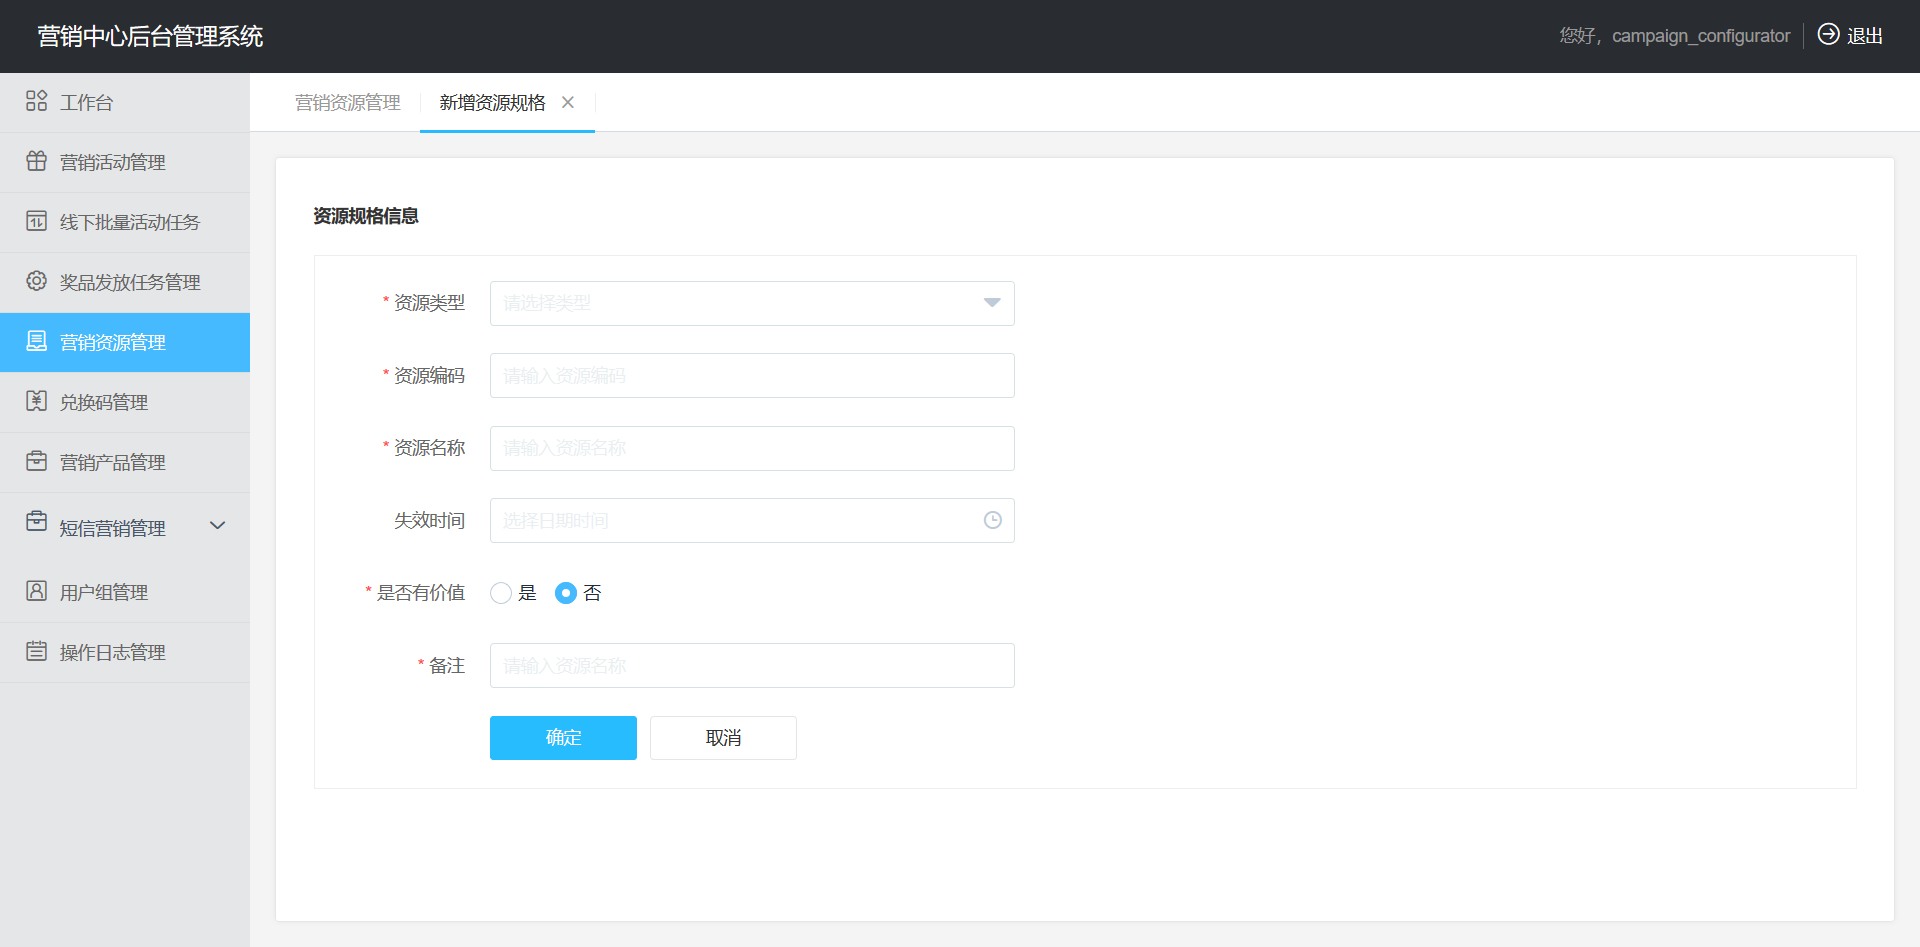 营销中心后台管理系统
您好，campaign_configurator
退出
工作台
营销活动管理
线下批量活动任务
奖品发放任务管理
营销资源管理
兑换码管理
营销产品管理
短信营销管理
用户组管理
操作日志管理
营销资源管理
新增资源规格
资源规格信息
* 资源类型
请选择类型
* 资源编码
请输入资源编码
* 资源名称
请输入资源名称
失效时间
选择日期时间
* 是否有价值
是
否
* 备注
请输入资源名称
确定
取消